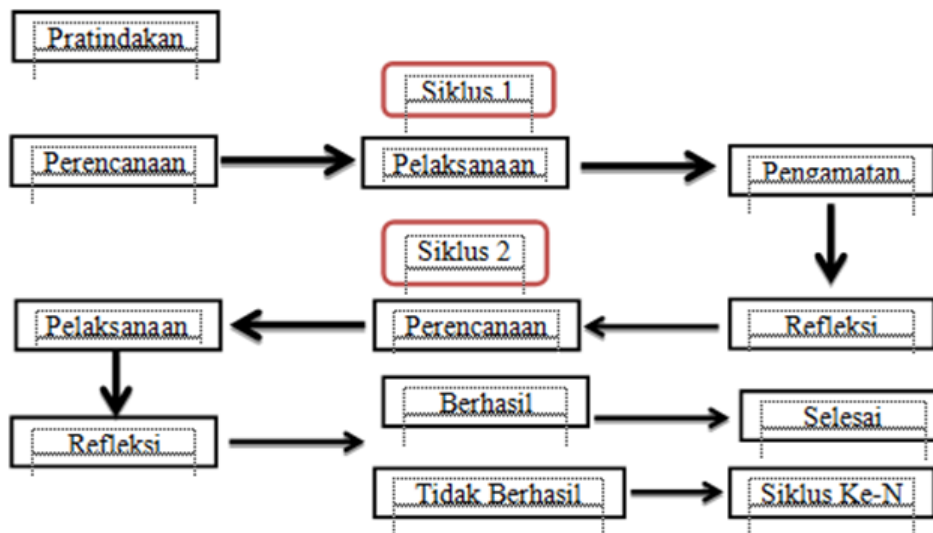 Pratindakan
Siklus 1
Perencanaan
Pelaksanaan
Pengamatan
Siklus 2
Pelaksanaan
Perencanaan
Refleksi
Berhasil
Selesai
Refleksi
Tidak Berhasil
Siklus Ke-N